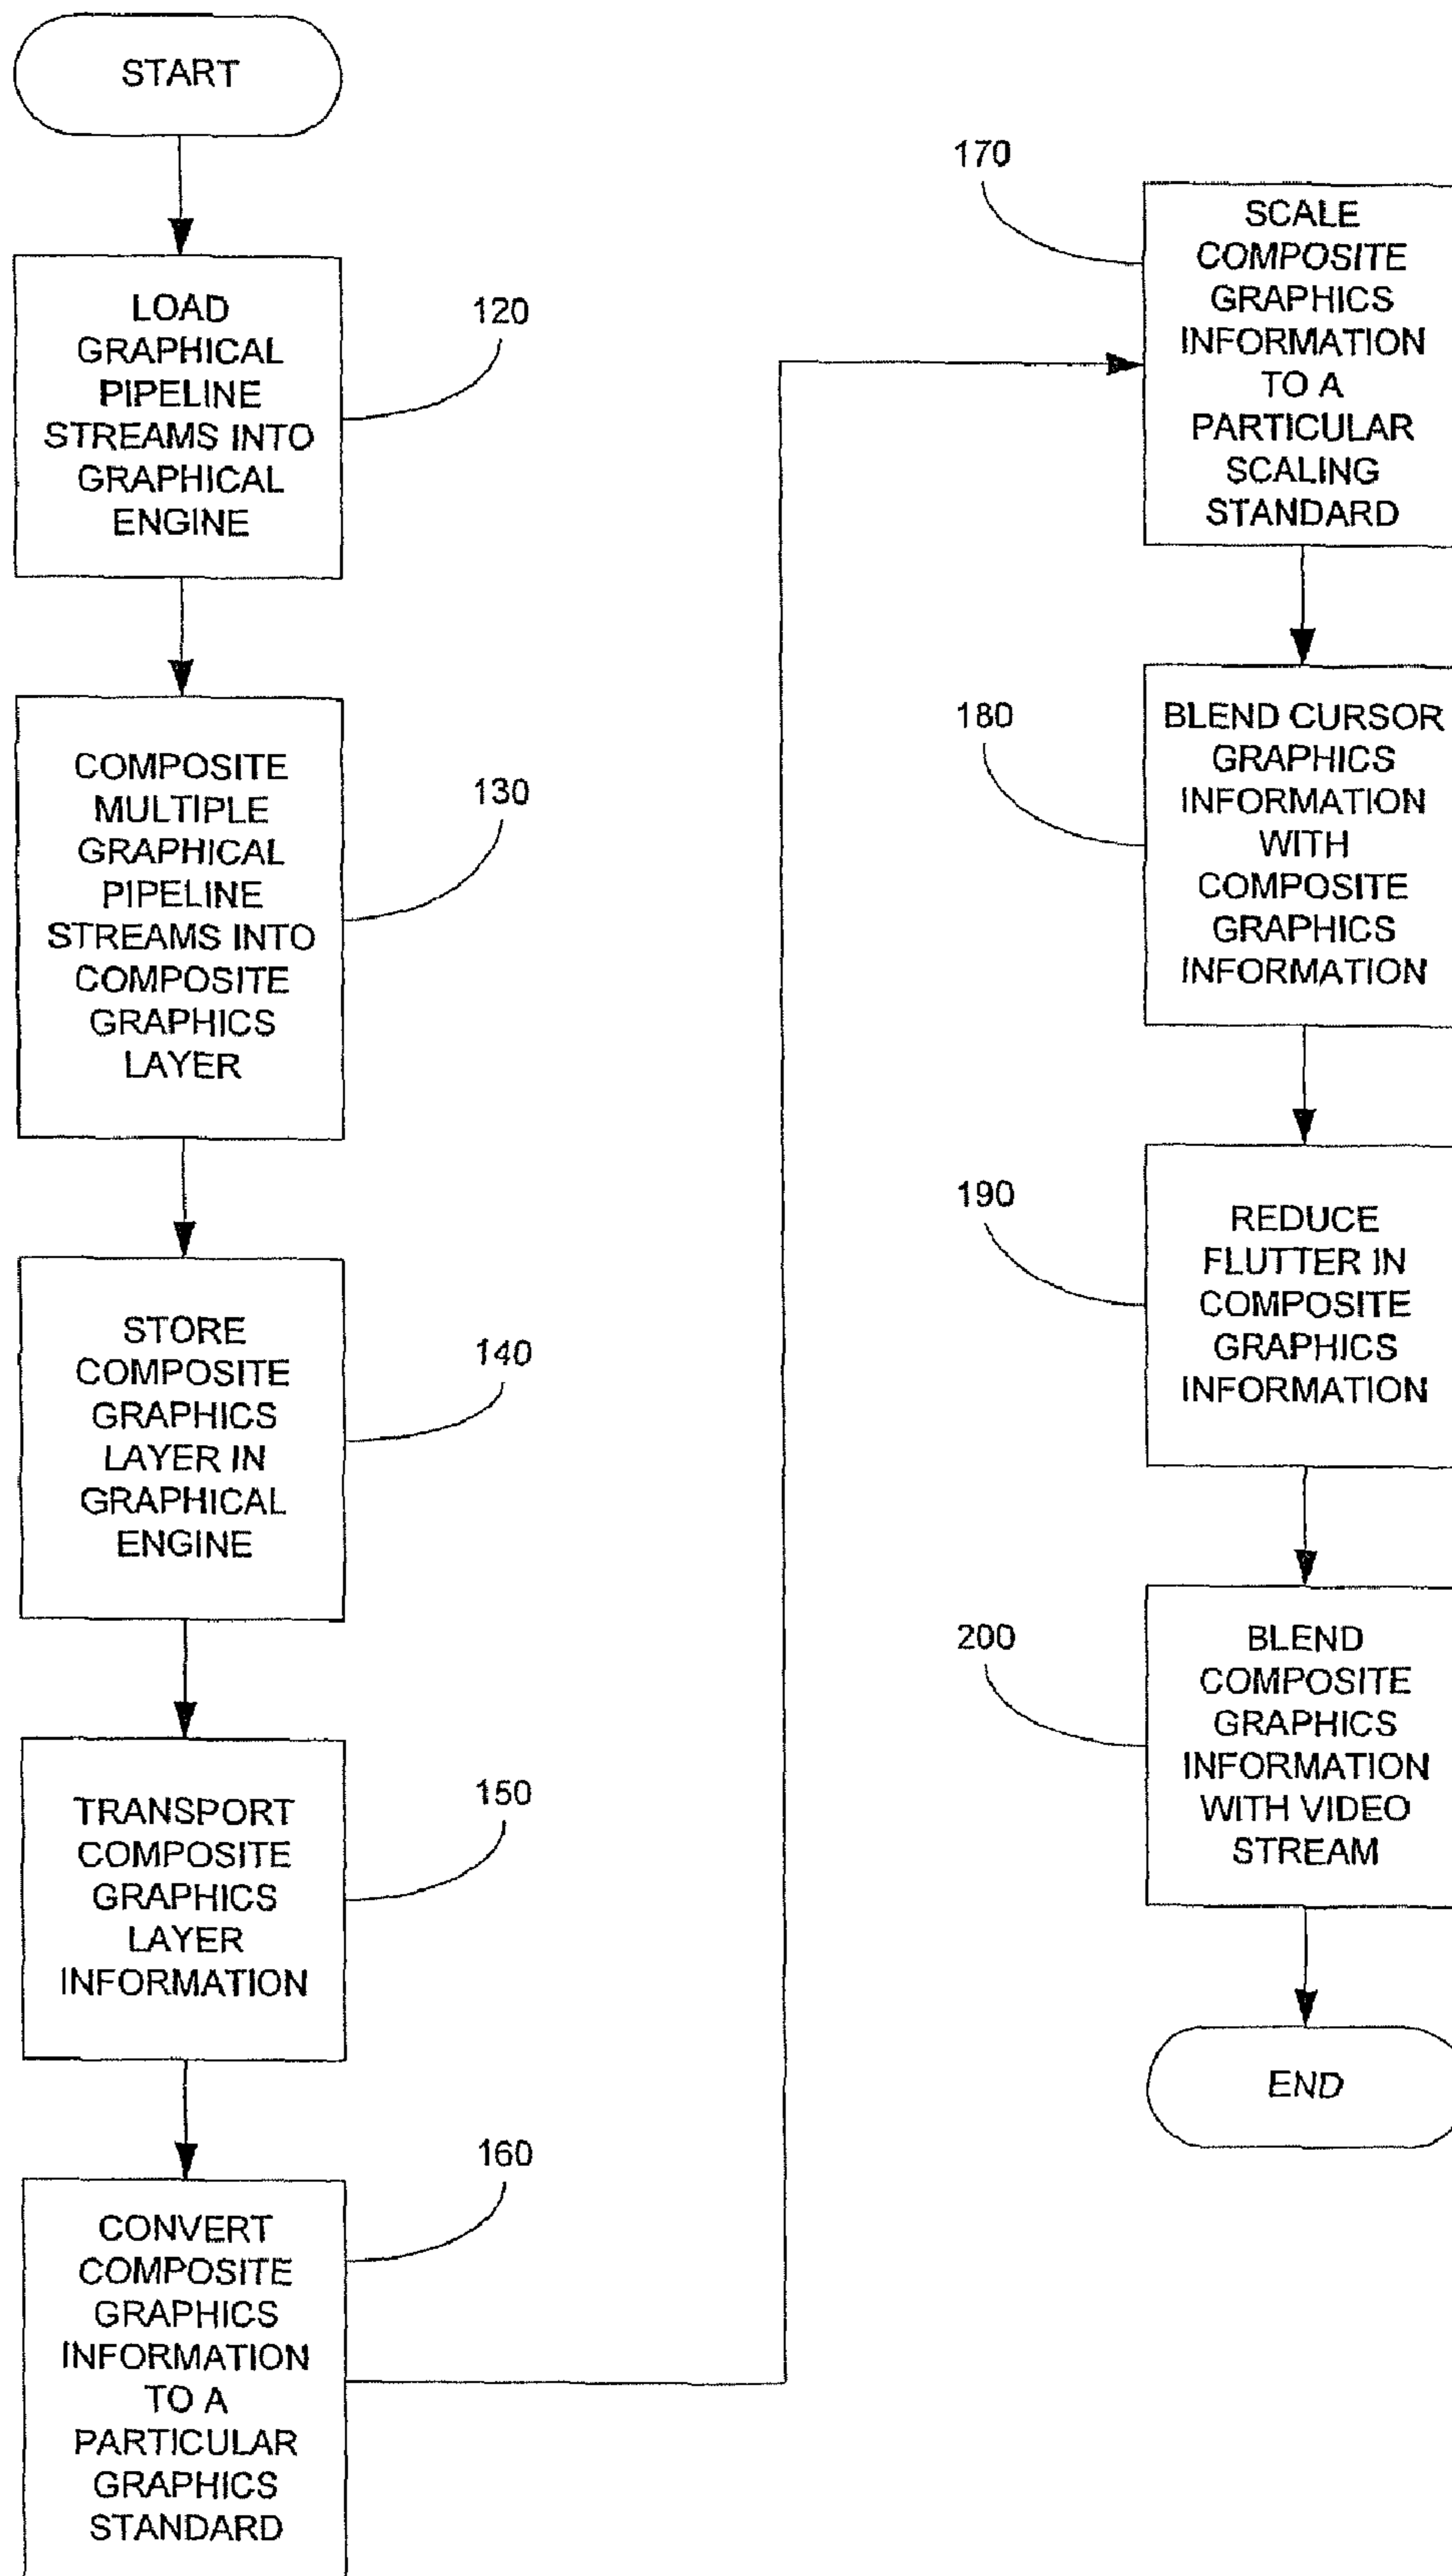 START
LOAD
GRAPHICAL
PIPELINE
STREAMS INTO
GRAPHICAL
ENGINE
120
COMPOSITE
MULTIPLE
GRAPHICAL
PIPELINE
STREAMS INTO
COMPOSITE
GRAPHICS
LAYER
130
STORE
COMPOSITE
GRAPHICS
LAYER IN
GRAPHICAL
ENGINE
140
TRANSPORT
COMPOSITE
GRAPHICS
LAYER
INFORMATION
150
CONVERT
COMPOSITE
GRAPHICS
INFORMATION
TO A
PARTICULAR
GRAPHICS
STANDARD
160
170
SCALE
COMPOSITE
GRAPHICS
INFORMATION
TO A
PARTICULAR
SCALING
STANDARD
180
BLEND CURSOR
GRAPHICS
INFORMATION
WITH
COMPOSITE
GRAPHICS
INFORMATION
190
REDUCE
FLUTTER IN
COMPOSITE
GRAPHICS
INFORMATION
200
BLEND
COMPOSITE
GRAPHICS
INFORMATION
WITH VIDEO
STREAM
END